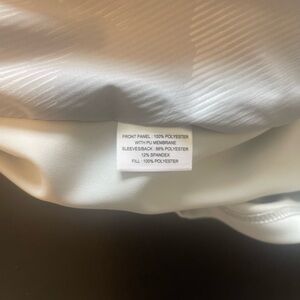 FRONT PANEL : 100% POLYESTER
WITH PU MEMBRANE
SLEEVES/BACK : 88% POLYESTER
12% SPANDEX
FILL : 100% POLYESTER